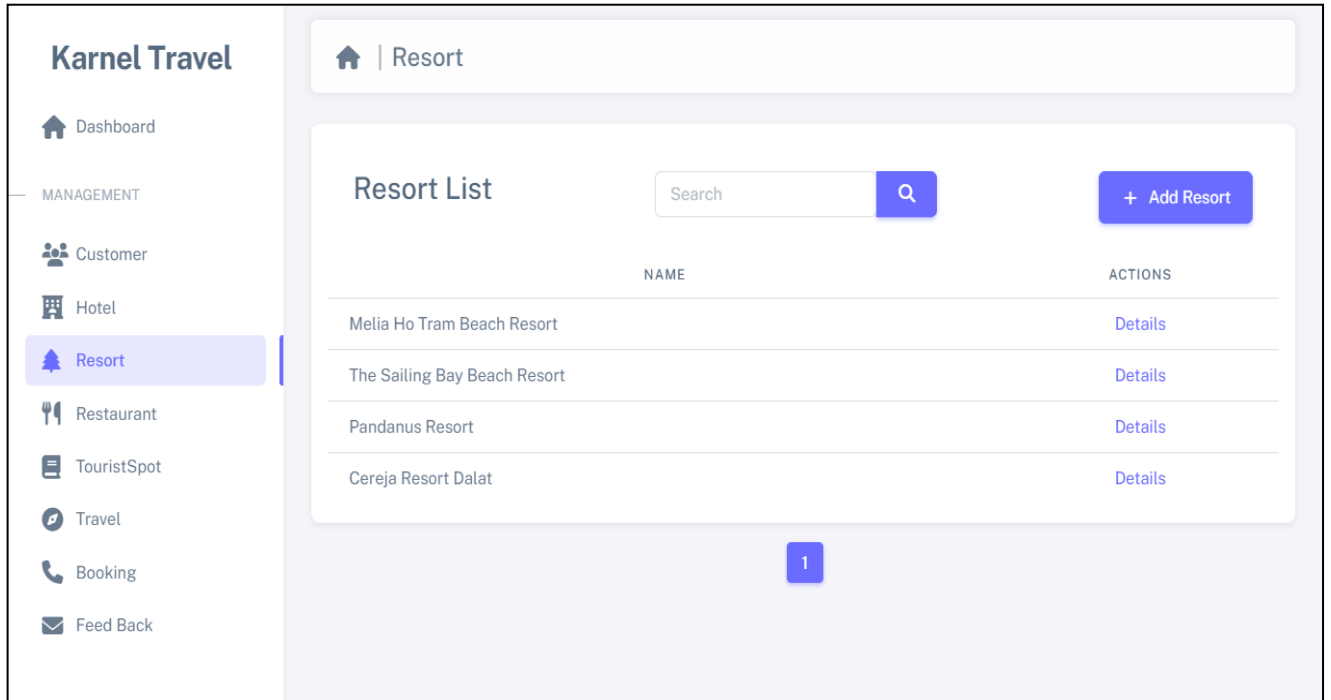 Karnel Travel
Dashboard
MANAGEMENT
Customer
Hotel
Resort
Restaurant
TouristSpot
Travel
Booking
Feed Back
| Resort
Resort List
Search
+ Add Resort
NAME ACTIONS
Melia Ho Tram Beach Resort Details
The Sailing Bay Beach Resort Details
Pandanus Resort Details
Cereja Resort Dalat Details
1